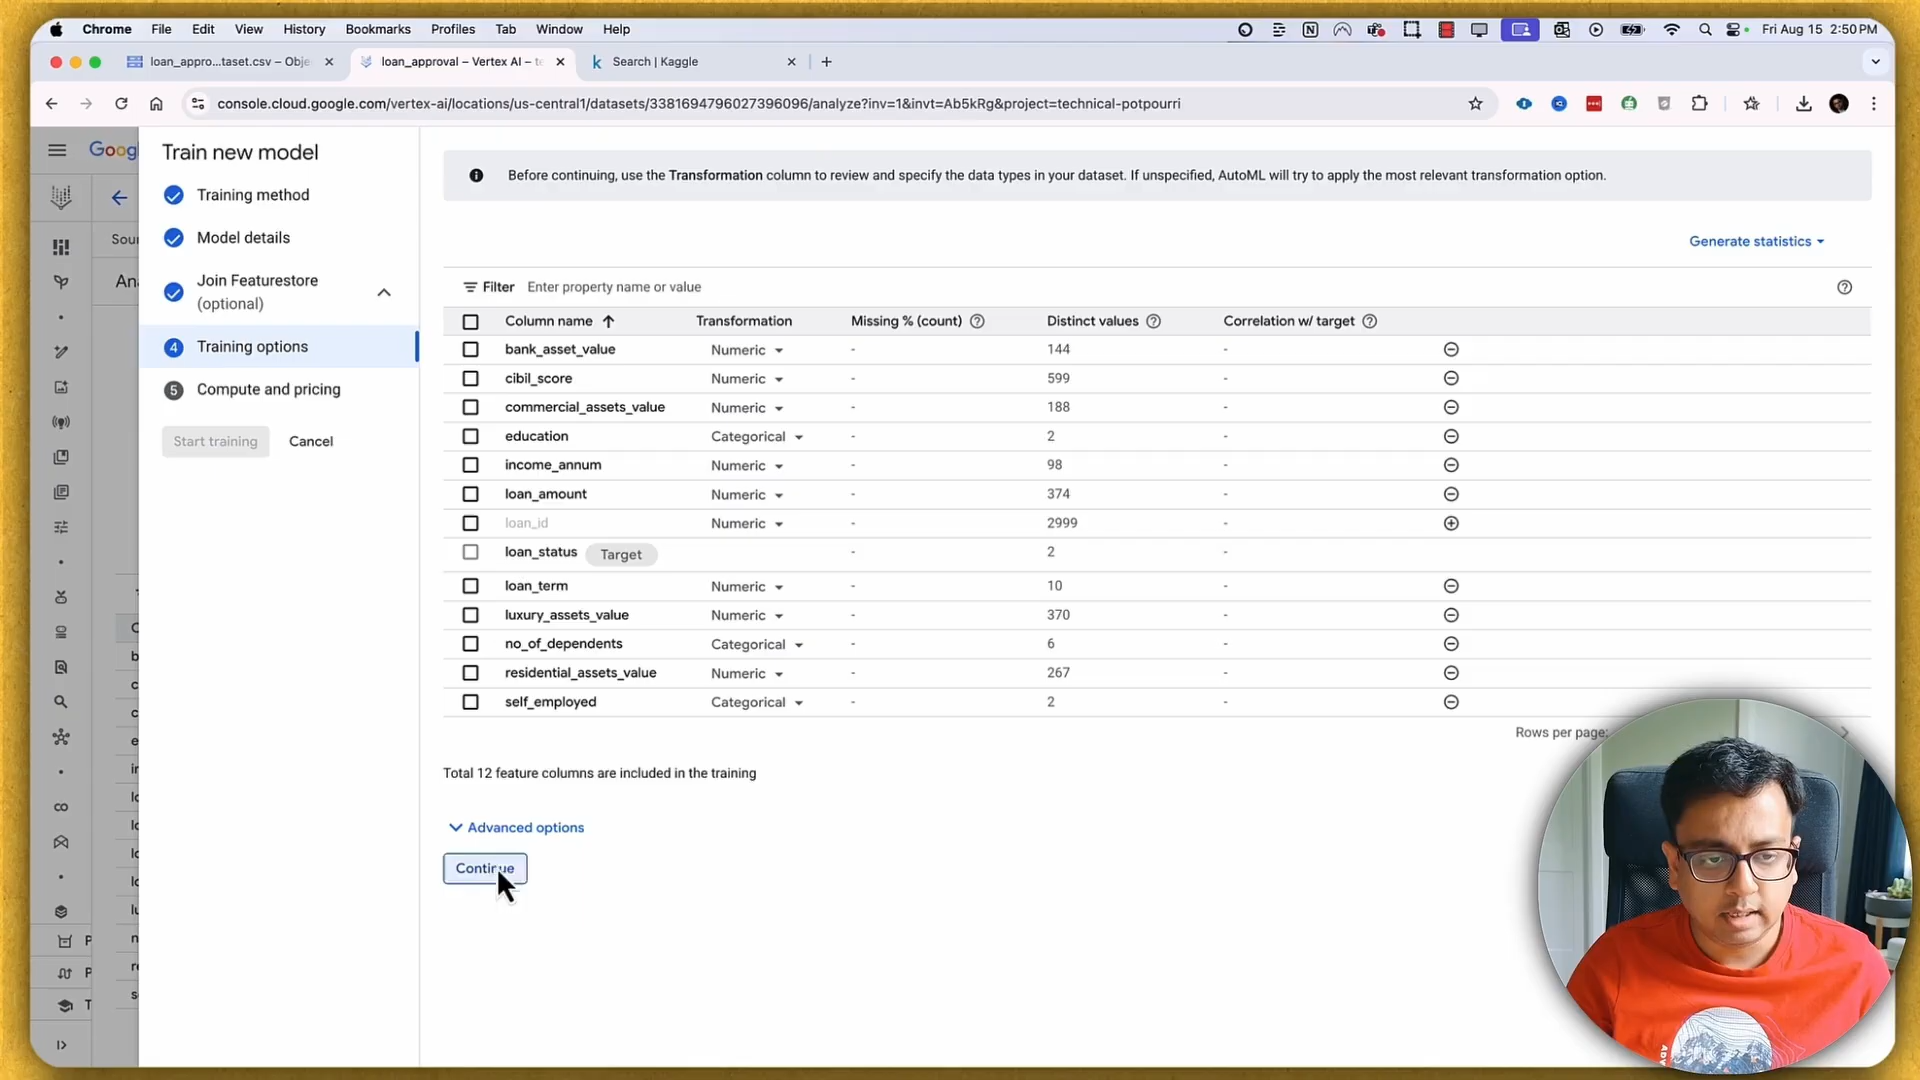 Chrome File Edit View History Bookmarks Profiles Tab Window Help Fri Aug 15 2:50 PM
loan_appro...taset.csv – Obje
loan_approval – Vertex AI – te
Search | Kaggle
console.cloud.google.com/vertex-ai/locations/us-central1/datasets/3381694796027396096/analyze?inv=1&invt=Ab5kRg&project=technical-potpourri
Goog
Sour
Ana
Train new model
Training method
Model details
Join Featurestore
(optional)
4 Training options
5 Compute and pricing
Start training Cancel
Before continuing, use the Transformation column to review and specify the data types in your dataset. If unspecified, AutoML will try to apply the most relevant transformation option.
Generate statistics
Filter Enter property name or value
Column name Transformation Missing % (count) Distinct values Correlation w/ target
bank_asset_value Numeric - 144 -
cibil_score Numeric - 599 -
commercial_assets_value Numeric - 188 -
education Categorical - 2 -
income_annum Numeric - 98 -
loan_amount Numeric - 374 -
loan_id Numeric - 2999 -
loan_status Target - 2 -
loan_term Numeric - 10 -
luxury_assets_value Numeric - 370 -
no_of_dependents Categorical - 6 -
residential_assets_value Numeric - 267 -
self_employed Categorical - 2 -
Rows per page:
Total 12 feature columns are included in the training
Advanced options
Continue